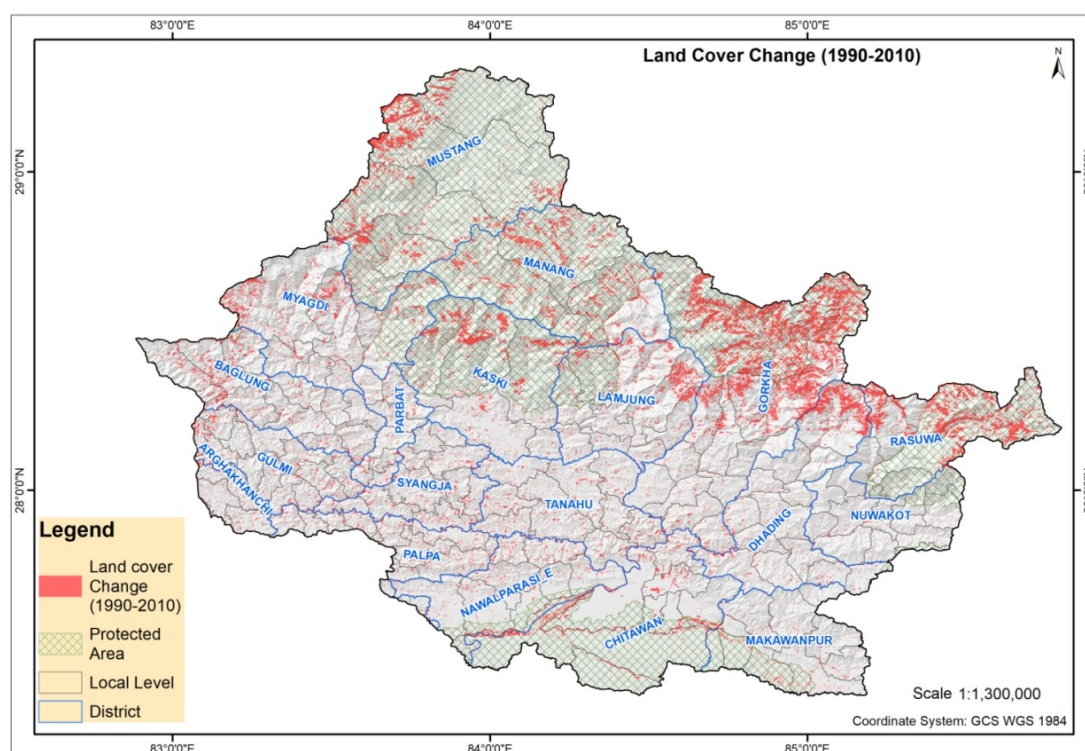 83°0'0"E 84°0'0"E 85°0'0"E
Land Cover Change (1990-2010)
N
29°0'0"N
MUSTANG
MANANG
MYAGDI
BAGLUNG
KASKI
LAMJUNG
GORKHA
PARBAT
RASUWA
GULMI
ARGHAKHANCHI
SYANGJA
28°0'0"N
TANAHU
NUWAKOT
DHADING
PALPA
NAWALPARASI_E
CHITAWAN
MAKAWANPUR
Legend
Land cover
Change
(1990-2010)
Protected
Area
Local Level
District
Scale 1:1,300,000
Coordinate System: GCS WGS 1984
83°0'0"E 84°0'0"E 85°0'0"E